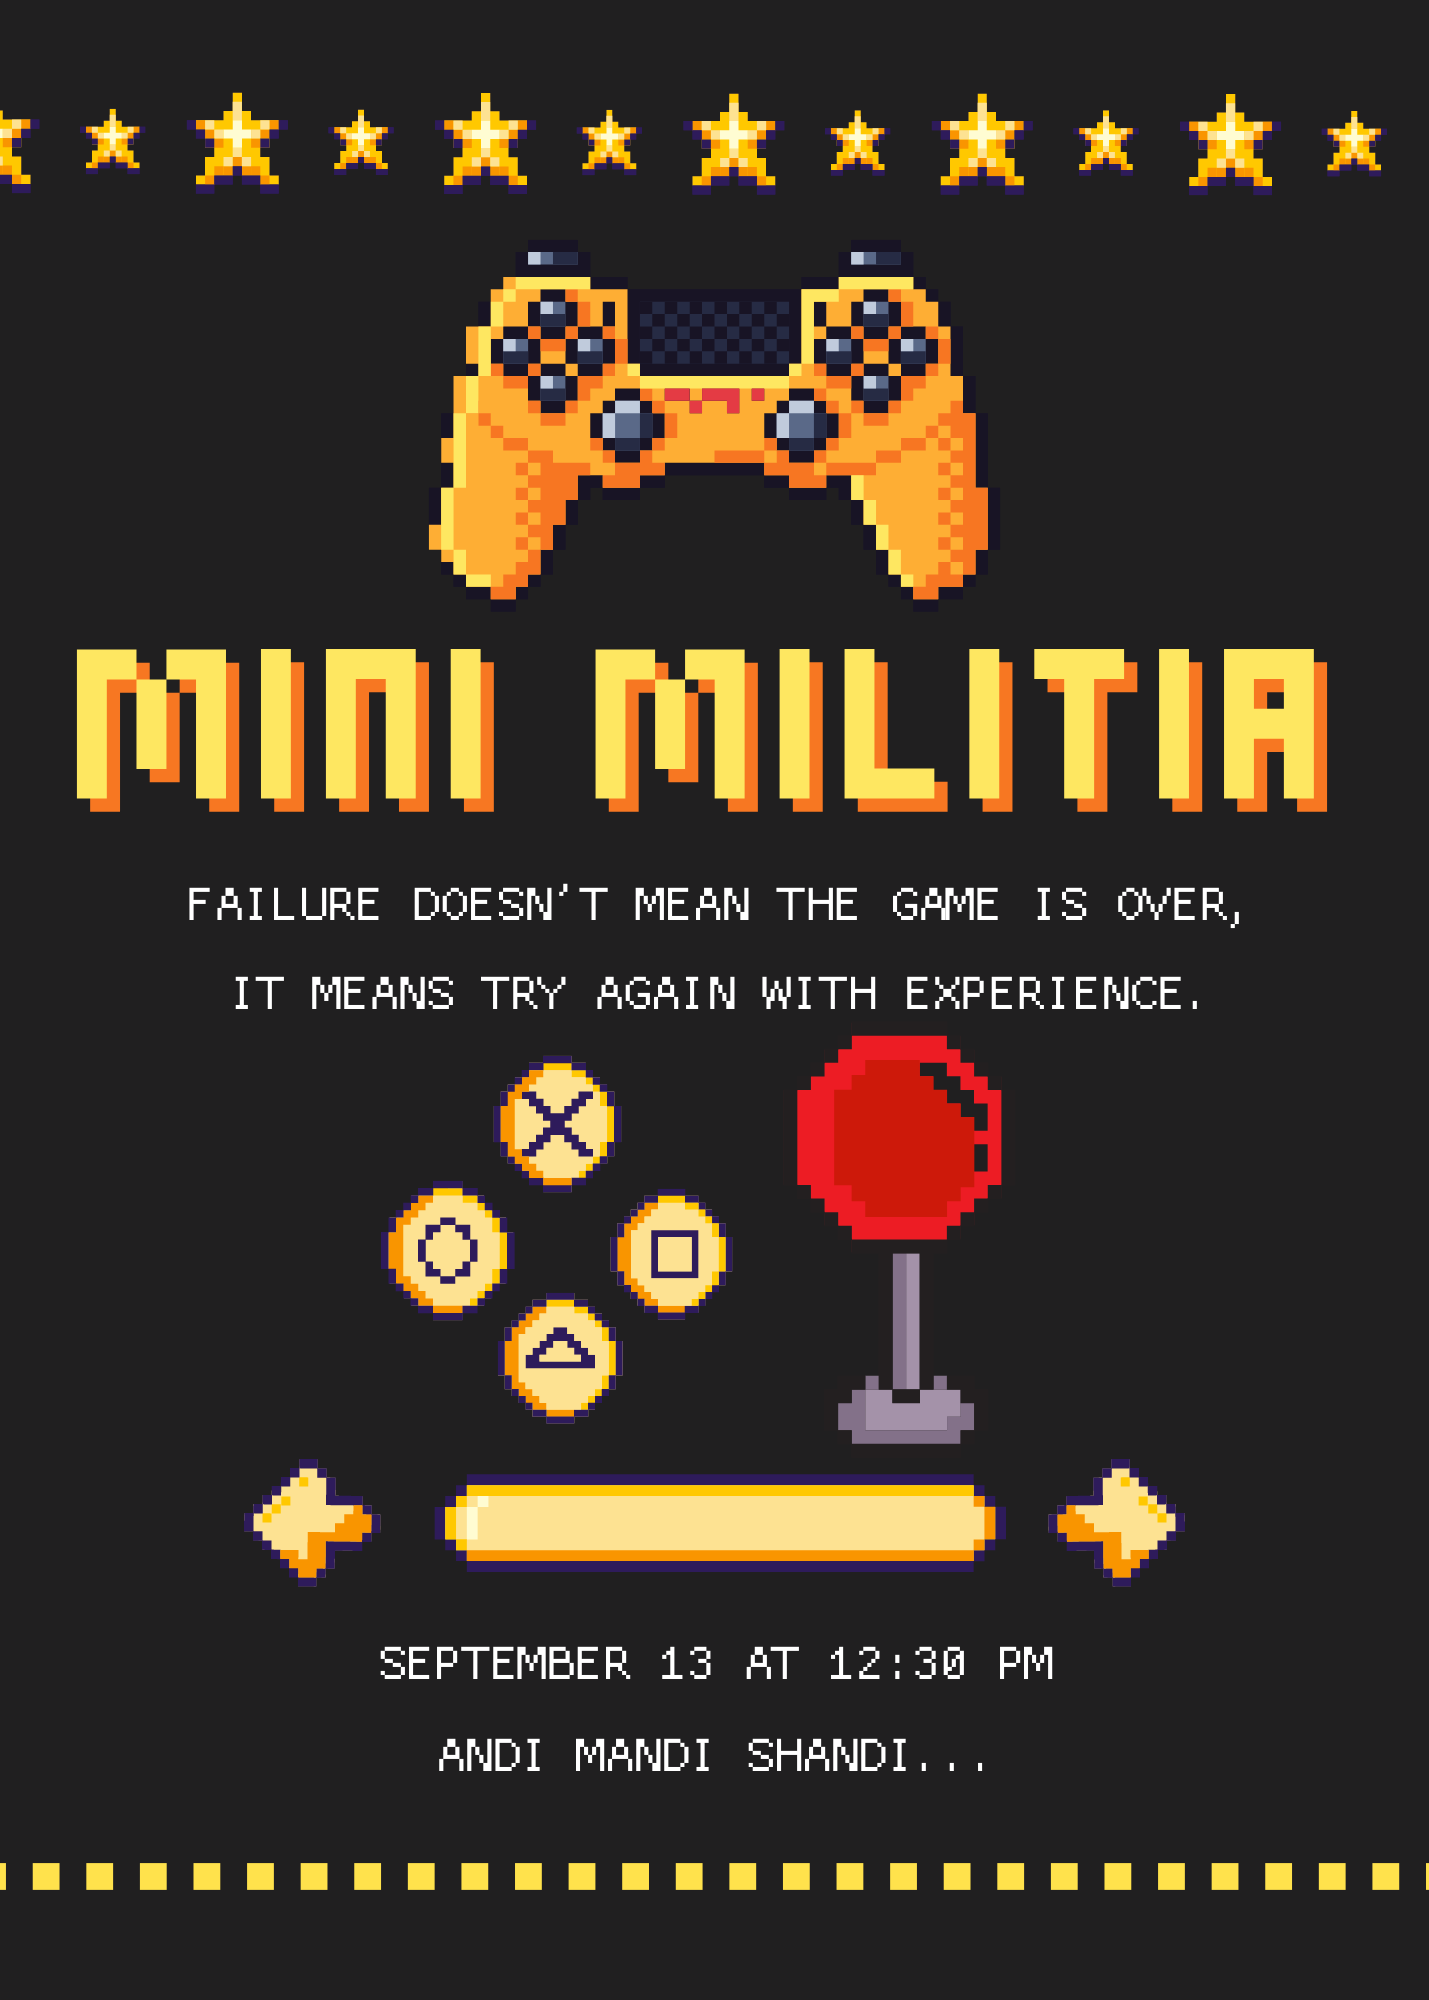 MINI MILITIA
FAILURE DOESN'T MEAN THE GAME IS OVER,
IT MEANS TRY AGAIN WITH EXPERIENCE.
SEPTEMBER 13 AT 12:30 PM
ANDI MANDI SHANDI...